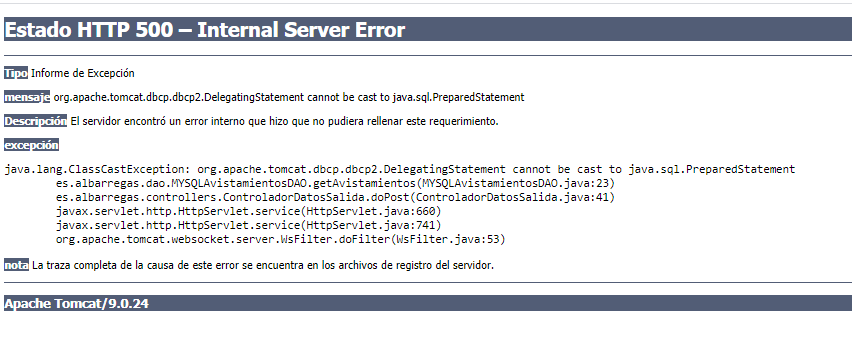 Estado HTTP 500 – Internal Server Error
Tipo Informe de Excepción
mensaje org.apache.tomcat.dbcp.dbcp2.DelegatingStatement cannot be cast to java.sql.PreparedStatement
Descripción El servidor encontró un error interno que hizo que no pudiera rellenar este requerimiento.
excepción
java.lang.ClassCastException: org.apache.tomcat.dbcp.dbcp2.DelegatingStatement cannot be cast to java.sql.PreparedStatement
es.albarregas.dao.MYSQLAvistamientosDAO.getAvistamientos(MYSQLAvistamientosDAO.java:23)
es.albarregas.controllers.ControladorDatosSalida.doPost(ControladorDatosSalida.java:41)
javax.servlet.http.HttpServlet.service(HttpServlet.java:660)
javax.servlet.http.HttpServlet.service(HttpServlet.java:741)
org.apache.tomcat.websocket.server.WsFilter.doFilter(WsFilter.java:53)
nota La traza completa de la causa de este error se encuentra en los archivos de registro del servidor.
Apache Tomcat/9.0.24